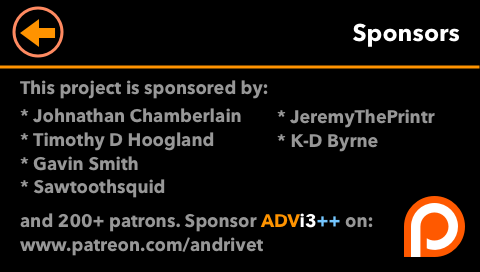 Sponsors
This project is sponsored by:
* Johnathan Chamberlain
* Timothy D Hoogland
* Gavin Smith
* Sawtoothsquid
* JeremyThePrintr
* K-D Byrne
and 200+ patrons. Sponsor ADVi3++ on:
www.patreon.com/andrivet